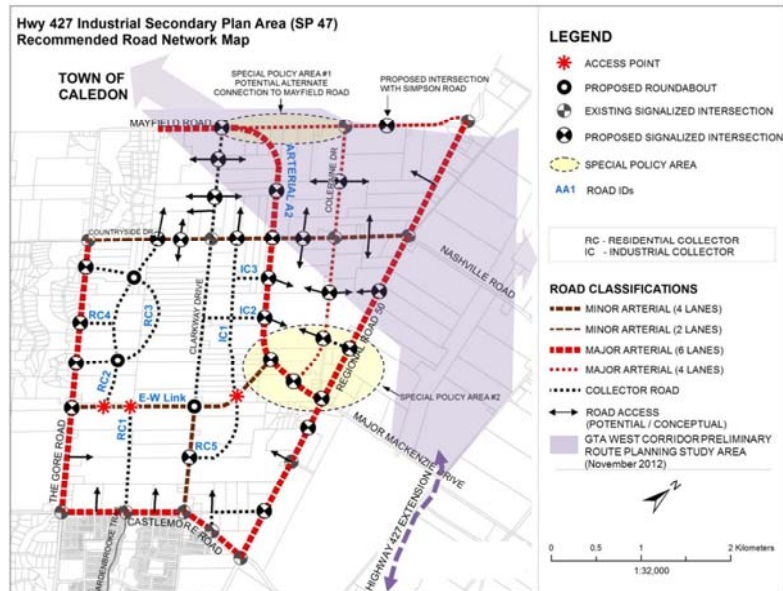 Hwy 427 Industrial Secondary Plan Area (SP 47)
Recommended Road Network Map
TOWN OF
CALEDON
SPECIAL POLICY AREA #1
POTENTIAL ALTERNATE
CONNECTION TO MAYFIELD ROAD
PROPOSED INTERSECTION
WITH SIMPSON ROAD
MAYFIELD ROAD
ARTERIAL A2
COLERAINE DR
COUNTRYSIDE DR
NASHVILLE ROAD
CLARKWAY DRIVE
IC3
IC2
IC1
RC4
RC3
REGIONAL ROAD 50
RC2
E-W Link
SPECIAL POLICY AREA #2
RC1
RC5
MAJOR MACKENZIE DRIVE
THE GORE ROAD
CASTLEMORE ROAD
ARDENBROOKE TR
HIGHWAY 427 EXTENSION
LEGEND
ACCESS POINT
PROPOSED ROUNDABOUT
EXISTING SIGNALIZED INTERSECTION
PROPOSED SIGNALIZED INTERSECTION
SPECIAL POLICY AREA
AA1 ROAD IDs
RC - RESIDENTIAL COLLECTOR
IC - INDUSTRIAL COLLECTOR
ROAD CLASSIFICATIONS
MINOR ARTERIAL (4 LANES)
MINOR ARTERIAL (2 LANES)
MAJOR ARTERIAL (6 LANES)
MAJOR ARTERIAL (4 LANES)
COLLECTOR ROAD
ROAD ACCESS
(POTENTIAL / CONCEPTUAL)
GTA WEST CORRIDOR PRELIMINARY
ROUTE PLANNING STUDY AREA
(November 2012)
0 0.5 1 2 Kilometers
1:32,000